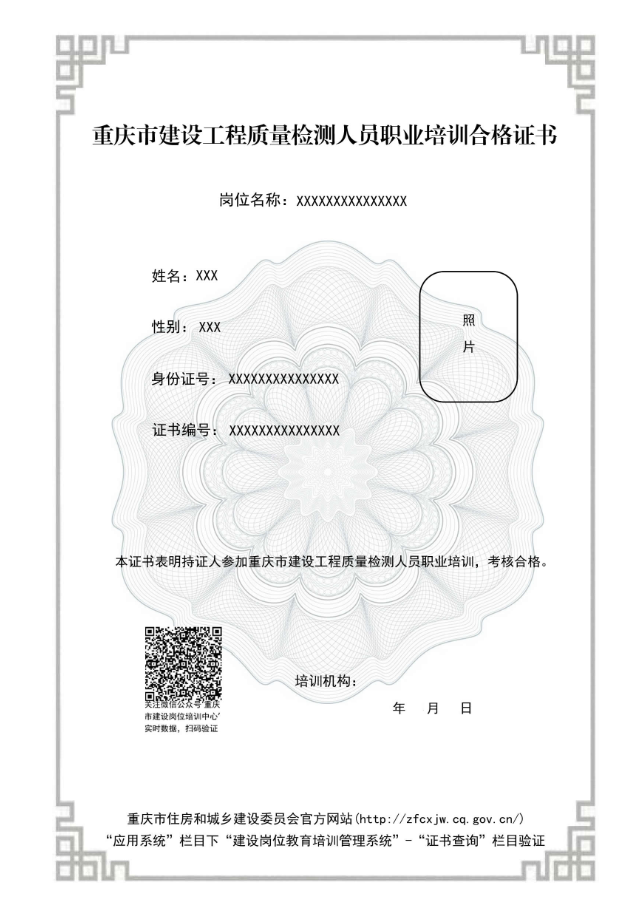 重庆市建设工程质量检测人员职业培训合格证书
岗位名称：XXXXXXXXXXXXXXX
姓名：XXX
照
片
性别：XXX
身份证号：XXXXXXXXXXXXXXX
证书编号：XXXXXXXXXXXXXXX
本证书表明持证人参加重庆市建设工程质量检测人员职业培训，考核合格。
关注微信公众号“重庆
市建设岗位培训中心”
实时数据，扫码验证
培训机构：
年 月 日
重庆市住房和城乡建设委员会官方网站(http://zfcxjw.cq.gov.cn/)
“应用系统”栏目下“建设岗位教育培训管理系统”-“证书查询”栏目验证